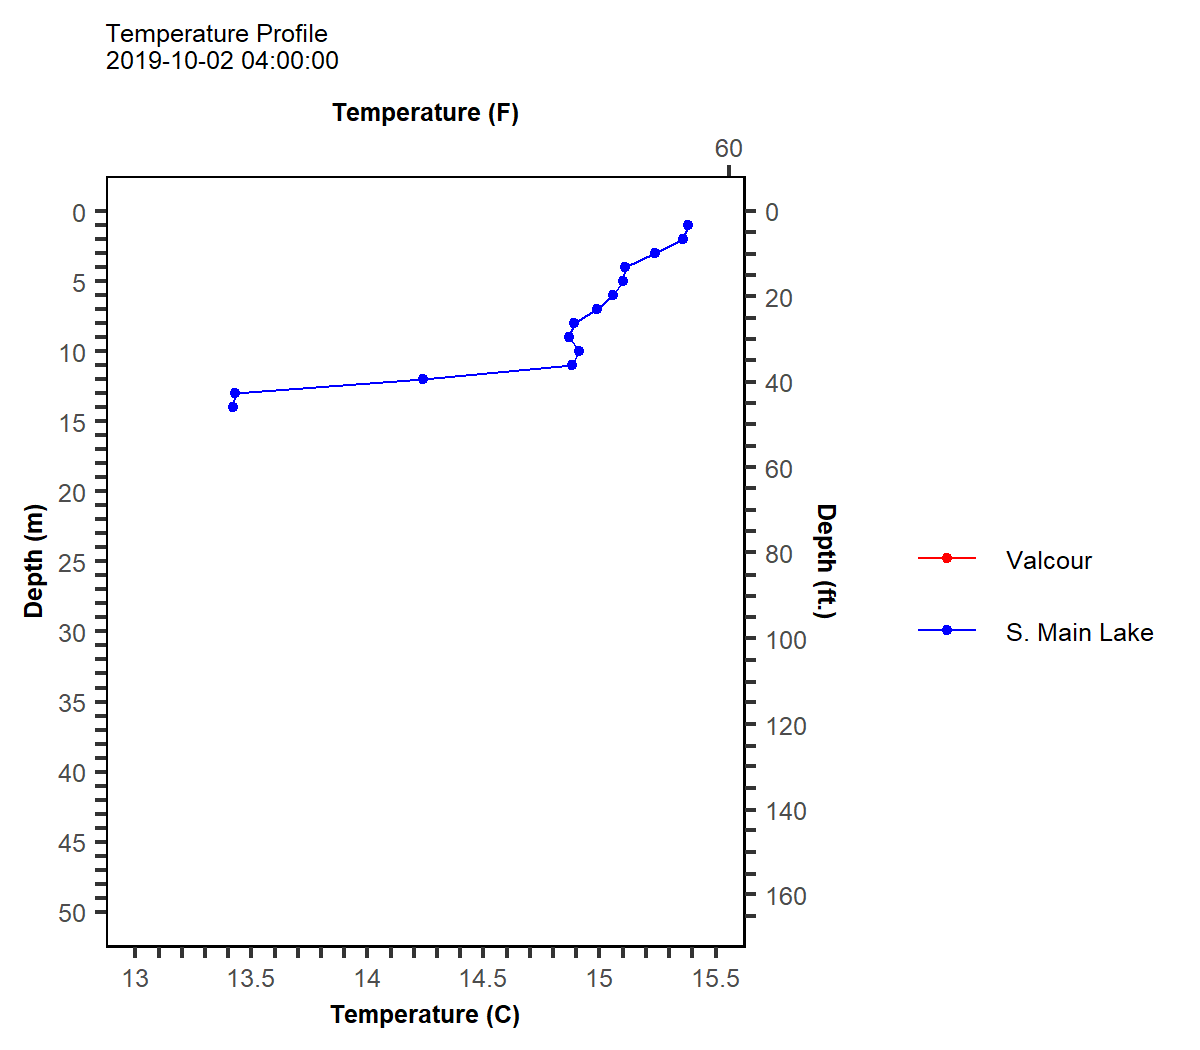 Temperature Profile
2019-10-02 04:00:00
Temperature (F)
60
0
5
10
15
20
25
30
35
40
45
50
Depth (m)
0
20
40
60
80
100
120
140
160
Depth (ft.)
13 13.5 14 14.5 15 15.5
Temperature (C)
Valcour
S. Main Lake